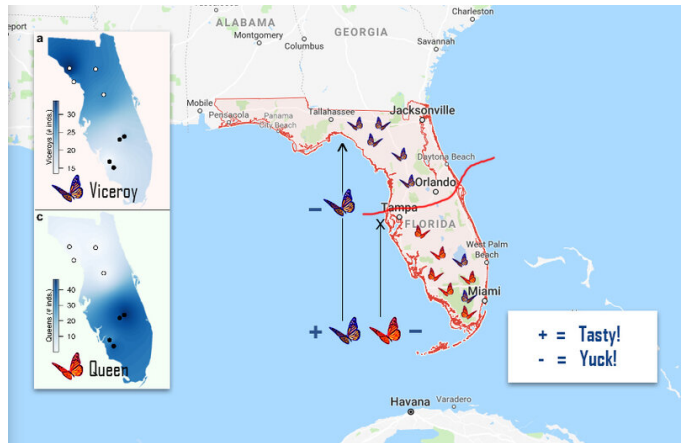 a
30
25
20
15
Viceroys (# inds.)
Viceroy
c
40
30
20
10
Queens (# inds.)
Queen
eport
ALABAMA
Montgomery
Columbus
GEORGIA
Charleston
Savannah
Mobile
Pensacola
Panama
City Beach
Tallahassee
Jacksonville
Daytona Beach
Orlando
Tampa
FLORIDA
West Palm
Beach
Miami
-
X
+
-
+ = Tasty!
- = Yuck!
Havana
Varadero